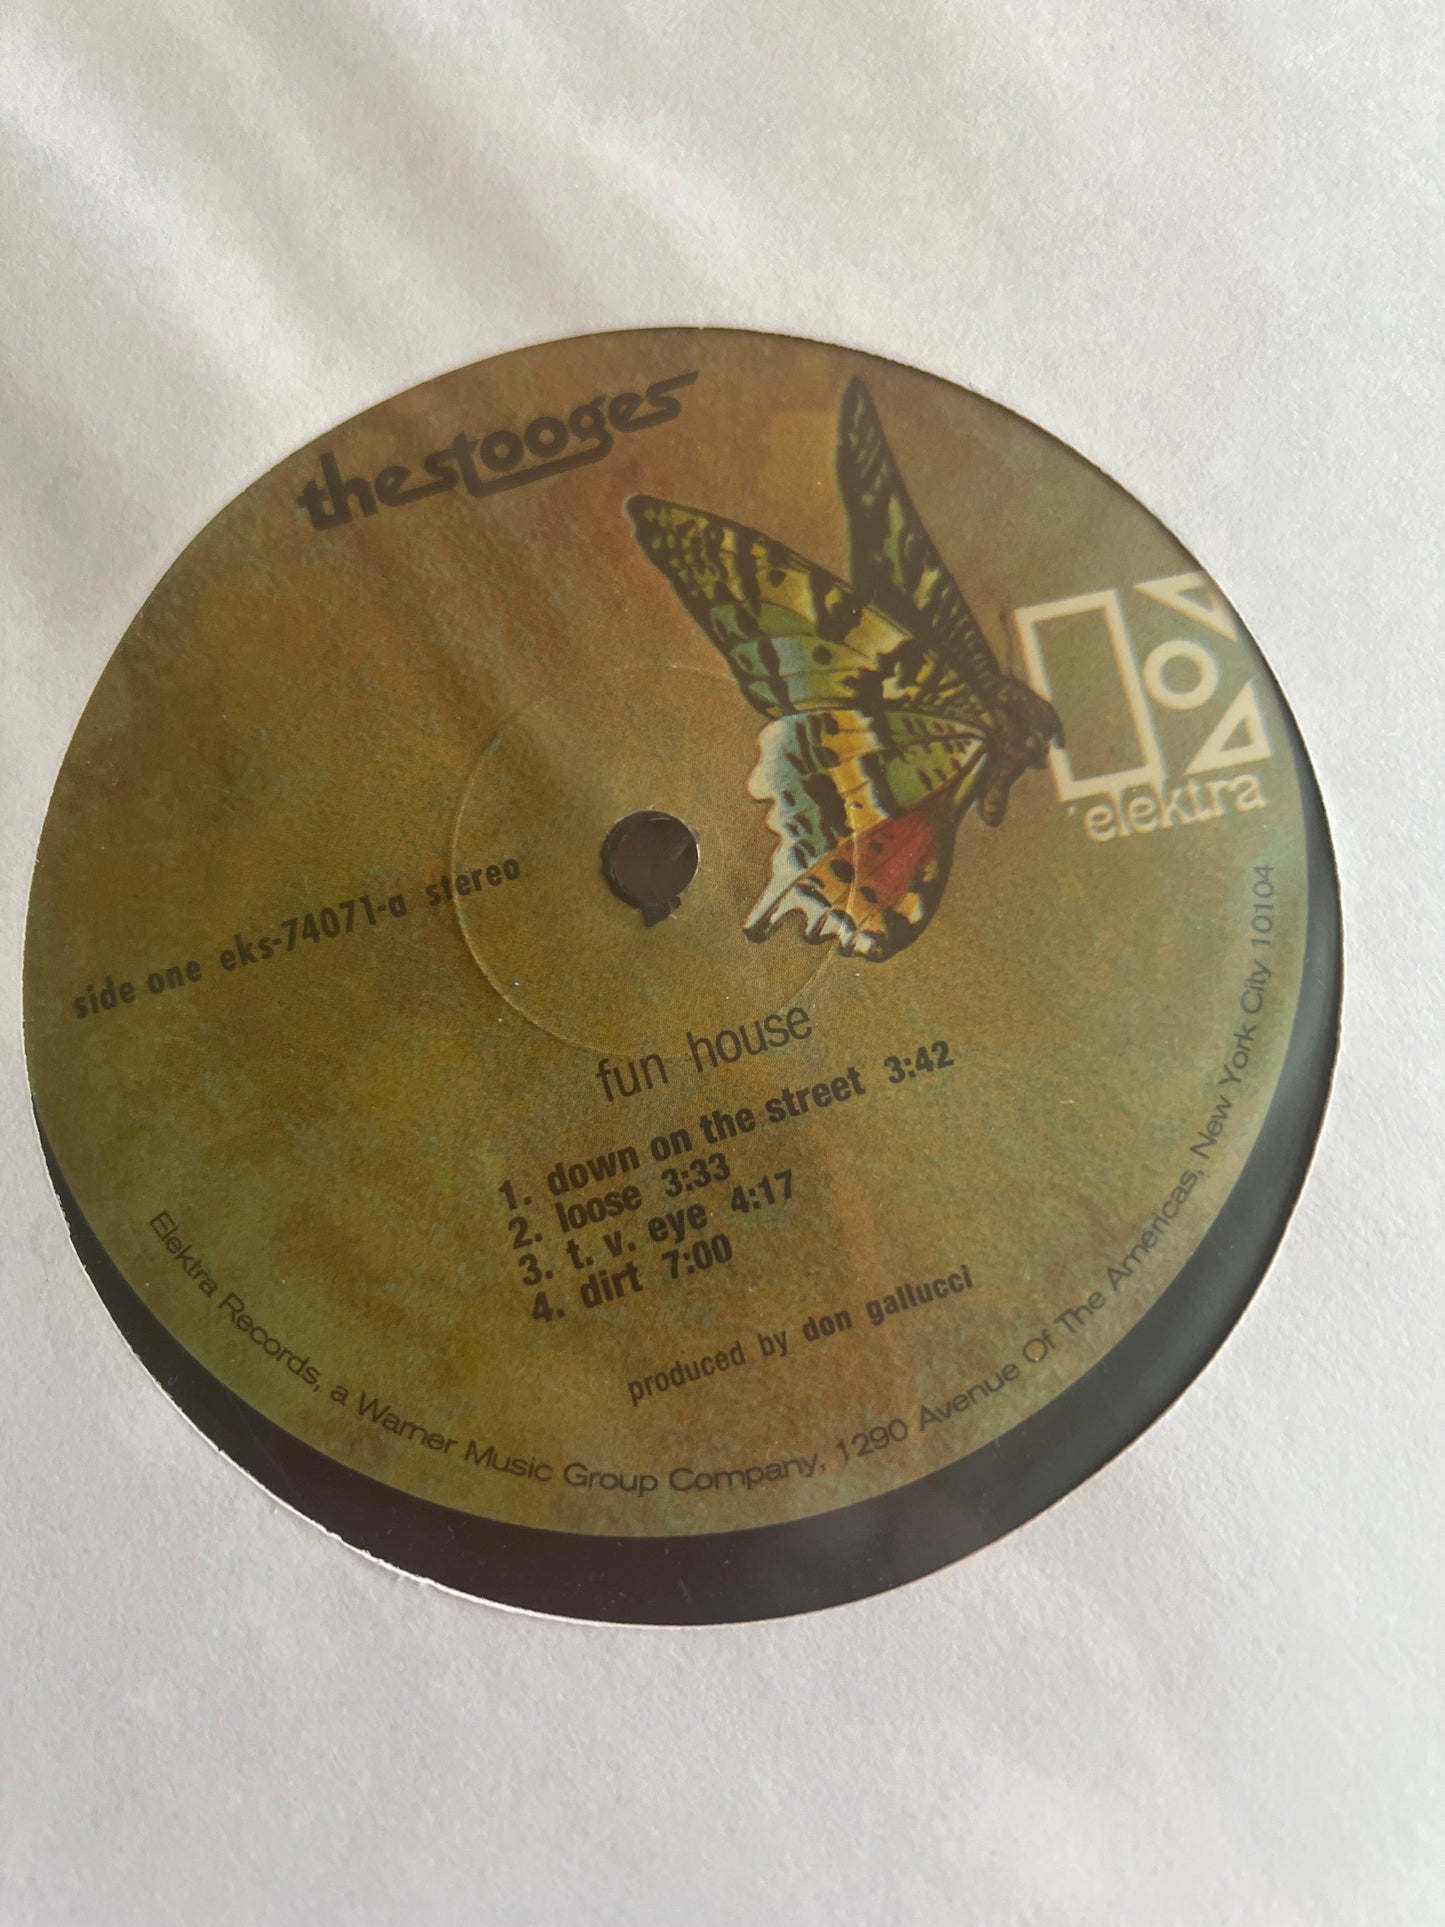 the stooges
elektra
side one eks-74071-a stereo
fun house
1. down on the street 3:42
2. loose 3:33
3. t. v. eye 4:17
4. dirt 7:00
produced by don gallucci
Elektra Records, a Warner Music Group Company, 1290 Avenue Of The Americas, New York City 10104